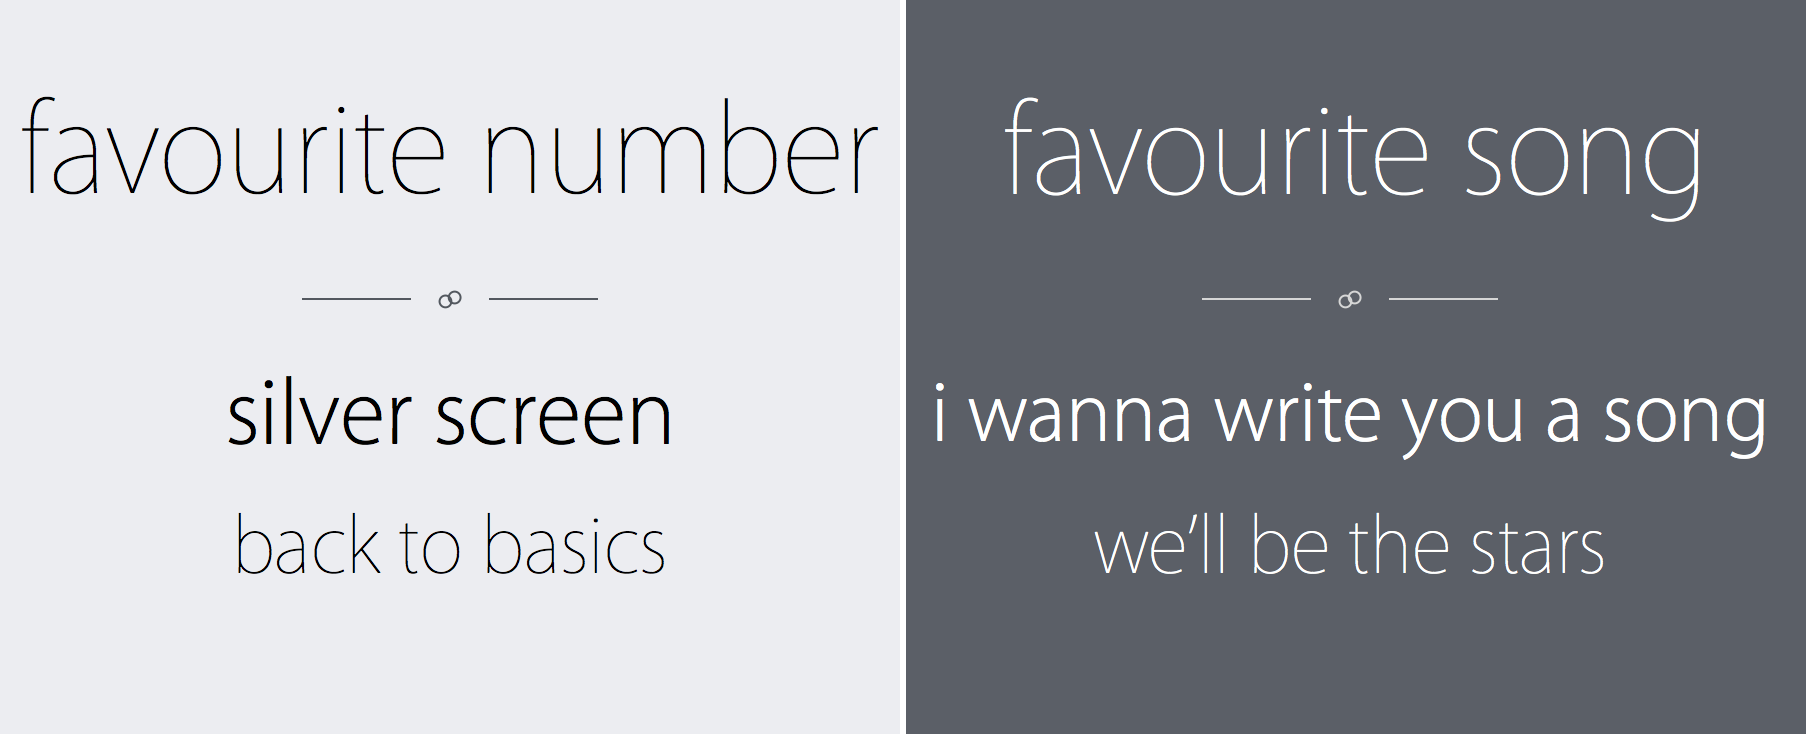 favourite number
silver screen
back to basics
favourite song
i wanna write you a song
we’ll be the stars